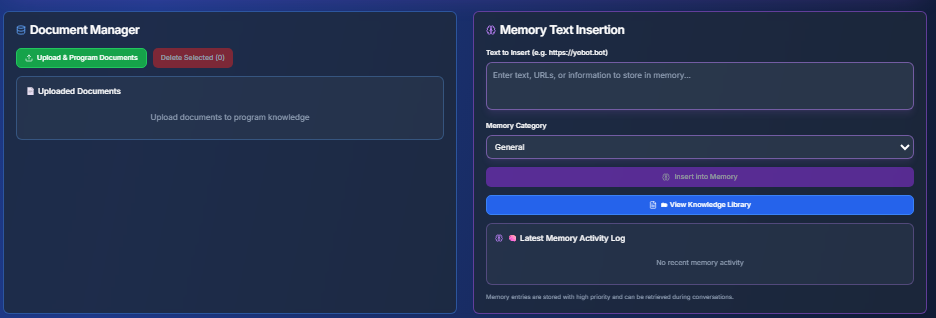 Document Manager
Upload & Program Documents
Delete Selected (0)
Uploaded Documents
Upload documents to program knowledge
Memory Text Insertion
Text to Insert (e.g. https://yobot.bot)
Enter text, URLs, or information to store in memory...
Memory Category
General
Insert into Memory
View Knowledge Library
Latest Memory Activity Log
No recent memory activity
Memory entries are stored with high priority and can be retrieved during conversations.